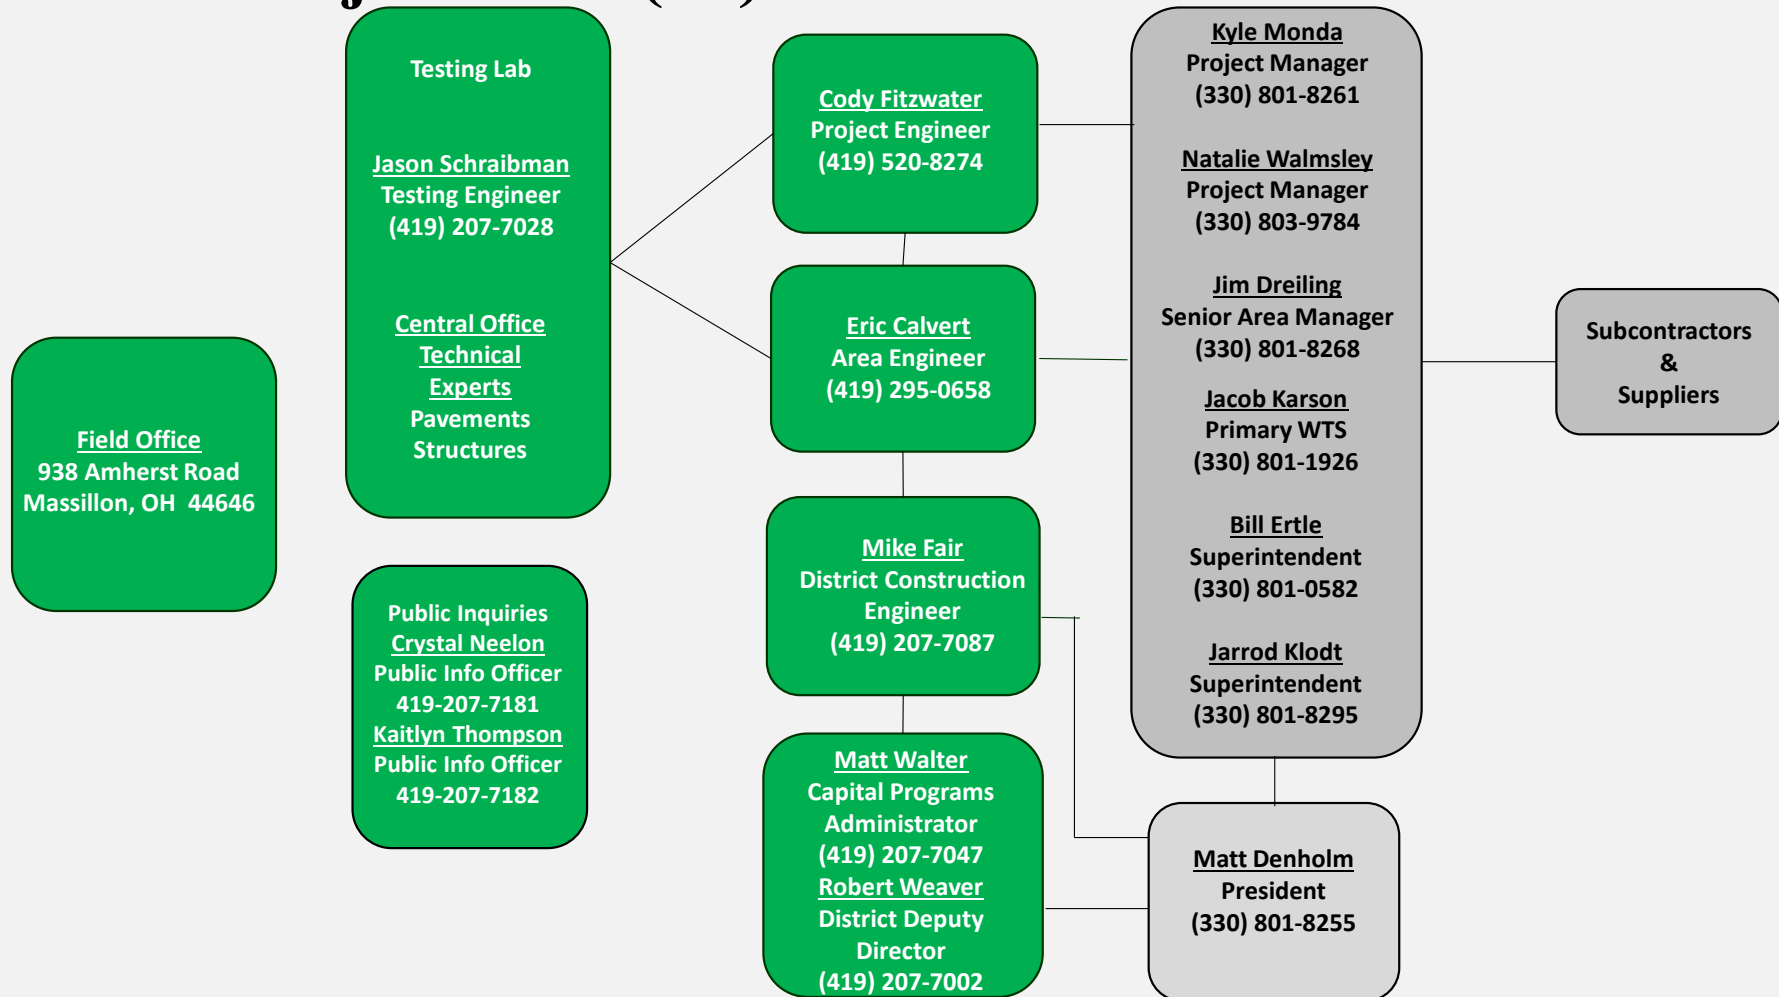 Field Office
938 Amherst Road
Massillon, OH  44646
Testing Lab
Jason Schraibman
Testing Engineer
(419) 207-7028
Central Office
Technical
Experts
Pavements
Structures
Public Inquiries
Crystal Neelon
Public Info Officer
419-207-7181
Kaitlyn Thompson
Public Info Officer
419-207-7182
Cody Fitzwater
Project Engineer
(419) 520-8274
Eric Calvert
Area Engineer
(419) 295-0658
Mike Fair
District Construction
Engineer
(419) 207-7087
Matt Walter
Capital Programs
Administrator
(419) 207-7047
Robert Weaver
District Deputy
Director
(419) 207-7002
Kyle Monda
Project Manager
(330) 801-8261
Natalie Walmsley
Project Manager
(330) 803-9784
Jim Dreiling
Senior Area Manager
(330) 801-8268
Jacob Karson
Primary WTS
(330) 801-1926
Bill Ertle
Superintendent
(330) 801-0582
Jarrod Klodt
Superintendent
(330) 801-8295
Matt Denholm
President
(330) 801-8255
Subcontractors
&
Suppliers